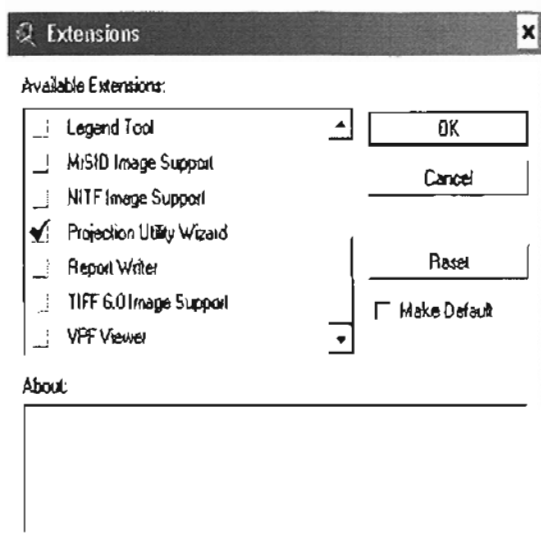 Extensions
Available Extensions:
Legend Tool
MrSID Image Support
NITF Image Support
Projection Utility Wizard
Report Writer
TIFF 6.0 Image Support
VPF Viewer
OK
Cancel
Reset
Make Default
About: